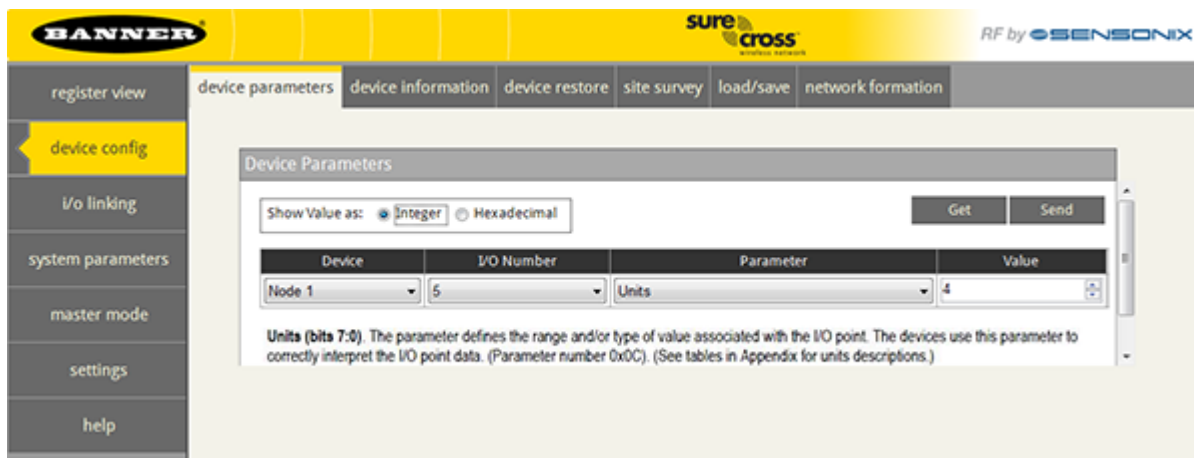 BANNER
sure cross
wireless network
RF by SENSONIX
register view
device config
i/o linking
system parameters
master mode
settings
help
device parameters device information device restore site survey load/save network formation
Device Parameters
Show Value as: Integer Hexadecimal
Get Send
Device I/O Number Parameter Value
Node 1 5 Units 4
Units (bits 7:0). The parameter defines the range and/or type of value associated with the I/O point. The devices use this parameter to
correctly interpret the I/O point data. (Parameter number 0x0C). (See tables in Appendix for units descriptions.)